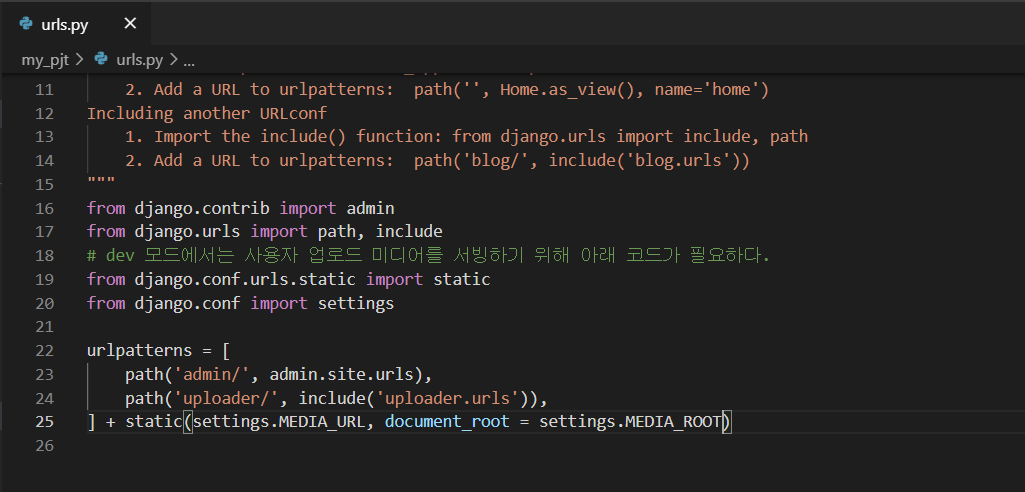 urls.py ×
my_pjt > urls.py > ...
11 2. Add a URL to urlpatterns:  path('', Home.as_view(), name='home')
12 Including another URLconf
13 1. Import the include() function: from django.urls import include, path
14 2. Add a URL to urlpatterns:  path('blog/', include('blog.urls'))
15 """
16 from django.contrib import admin
17 from django.urls import path, include
18 # dev 모드에서는 사용자 업로드 미디어를 서빙하기 위해 아래 코드가 필요하다.
19 from django.conf.urls.static import static
20 from django.conf import settings
21
22 urlpatterns = [
23 path('admin/', admin.site.urls),
24 path('uploader/', include('uploader.urls')),
25 ] + static(settings.MEDIA_URL, document_root = settings.MEDIA_ROOT)
26